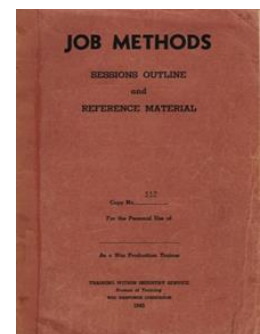 JOB METHODS
SESSIONS OUTLINE
and
REFERENCE MATERIAL
Copy No.
For the Personal Use of
As a War Production Trainer
TRAINING WITHIN INDUSTRY SERVICE
Bureau of Training
WAR MANPOWER COMMISSION
1943